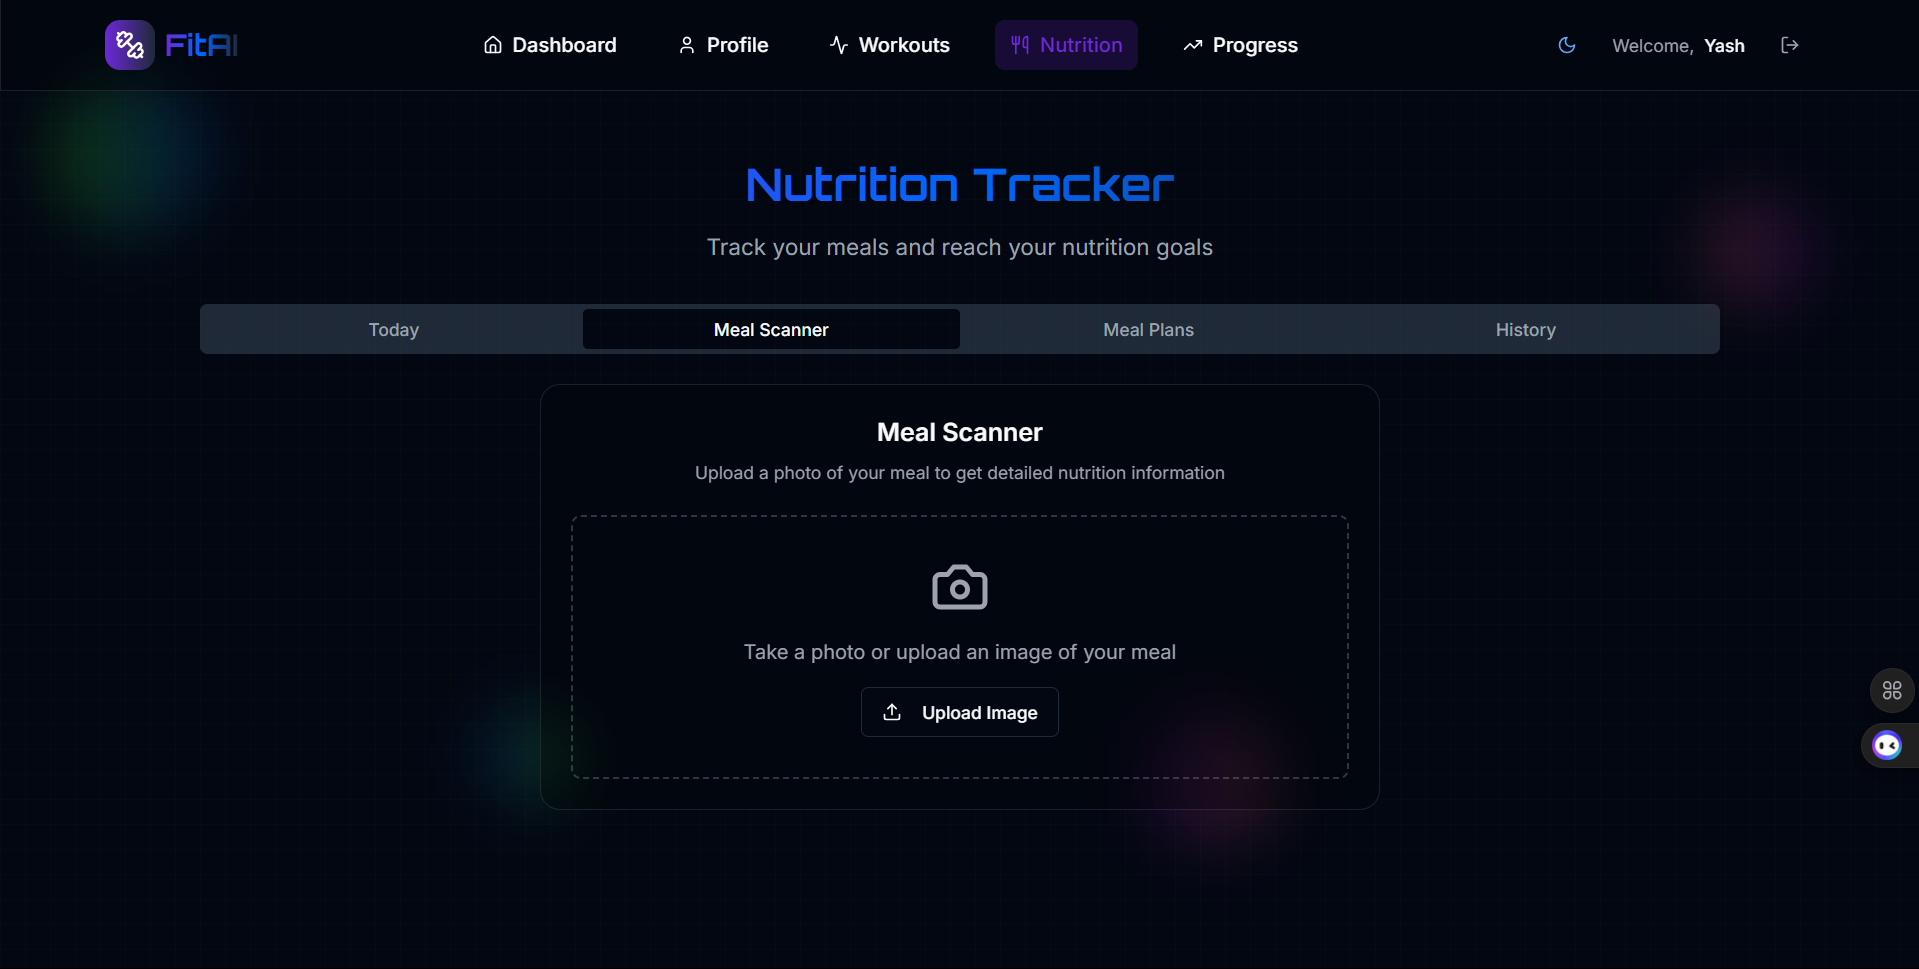 FitAI
Dashboard
Profile
Workouts
Nutrition
Progress
Welcome, Yash
Nutrition Tracker
Track your meals and reach your nutrition goals
Today
Meal Scanner
Meal Plans
History
Meal Scanner
Upload a photo of your meal to get detailed nutrition information
Take a photo or upload an image of your meal
Upload Image